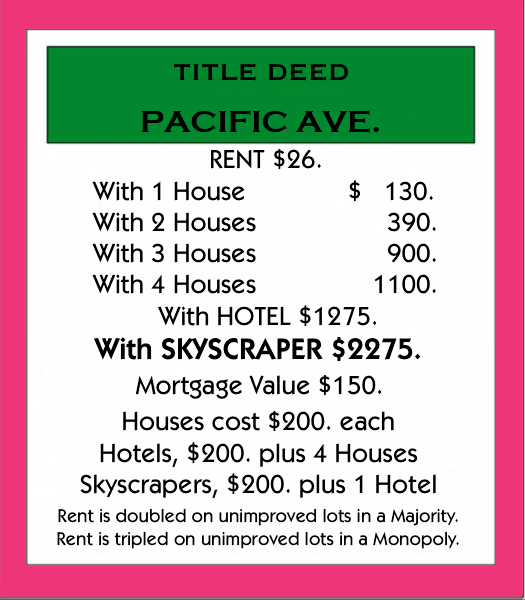 TITLE DEED
PACIFIC AVE.
RENT $26.
With 1 House $ 130.
With 2 Houses 390.
With 3 Houses 900.
With 4 Houses 1100.
With HOTEL $1275.
With SKYSCRAPER $2275.
Mortgage Value $150.
Houses cost $200. each
Hotels, $200. plus 4 Houses
Skyscrapers, $200. plus 1 Hotel
Rent is doubled on unimproved lots in a Majority.
Rent is tripled on unimproved lots in a Monopoly.